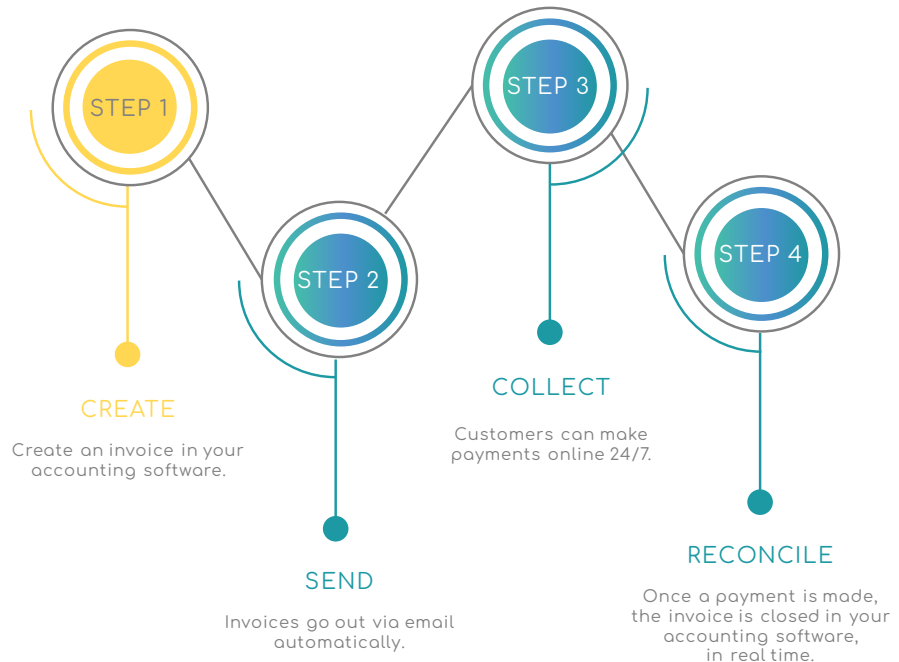 STEP 1
CREATE
Create an invoice in your
accounting software.
STEP 2
SEND
Invoices go out via email
automatically.
STEP 3
COLLECT
Customers can make
payments online 24/7.
STEP 4
RECONCILE
Once a payment is made,
the invoice is closed in your
accounting software,
in real time.